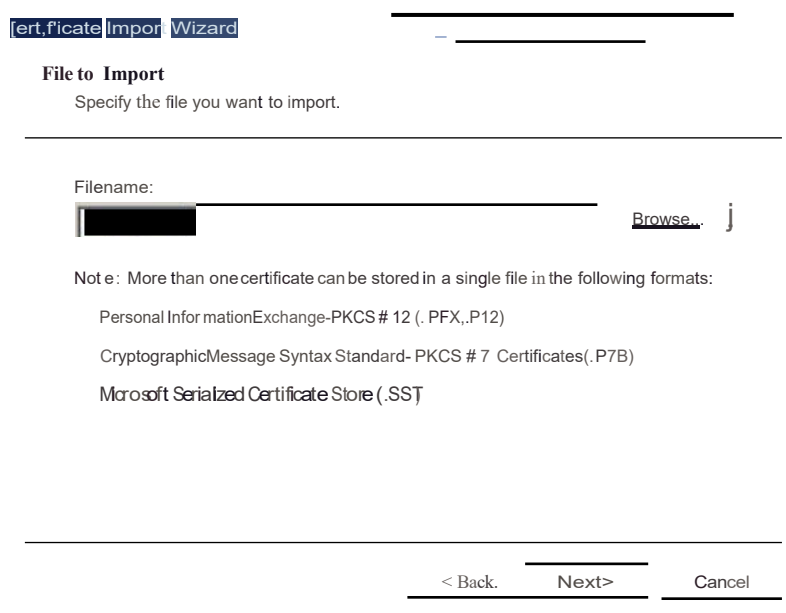 [ert,f'icate Import Wizard
File to Import
Specify the file you want to import.
Filename:
Browse...
Note: More than one certificate can be stored in a single file in the following formats:
Personal Information Exchange-PKCS # 12 (. PFX,.P12)
Cryptographic Message Syntax Standard- PKCS # 7 Certificates(.P7B)
Microsoft Serialized Certificate Store (.SST)
< Back. Next> Cancel